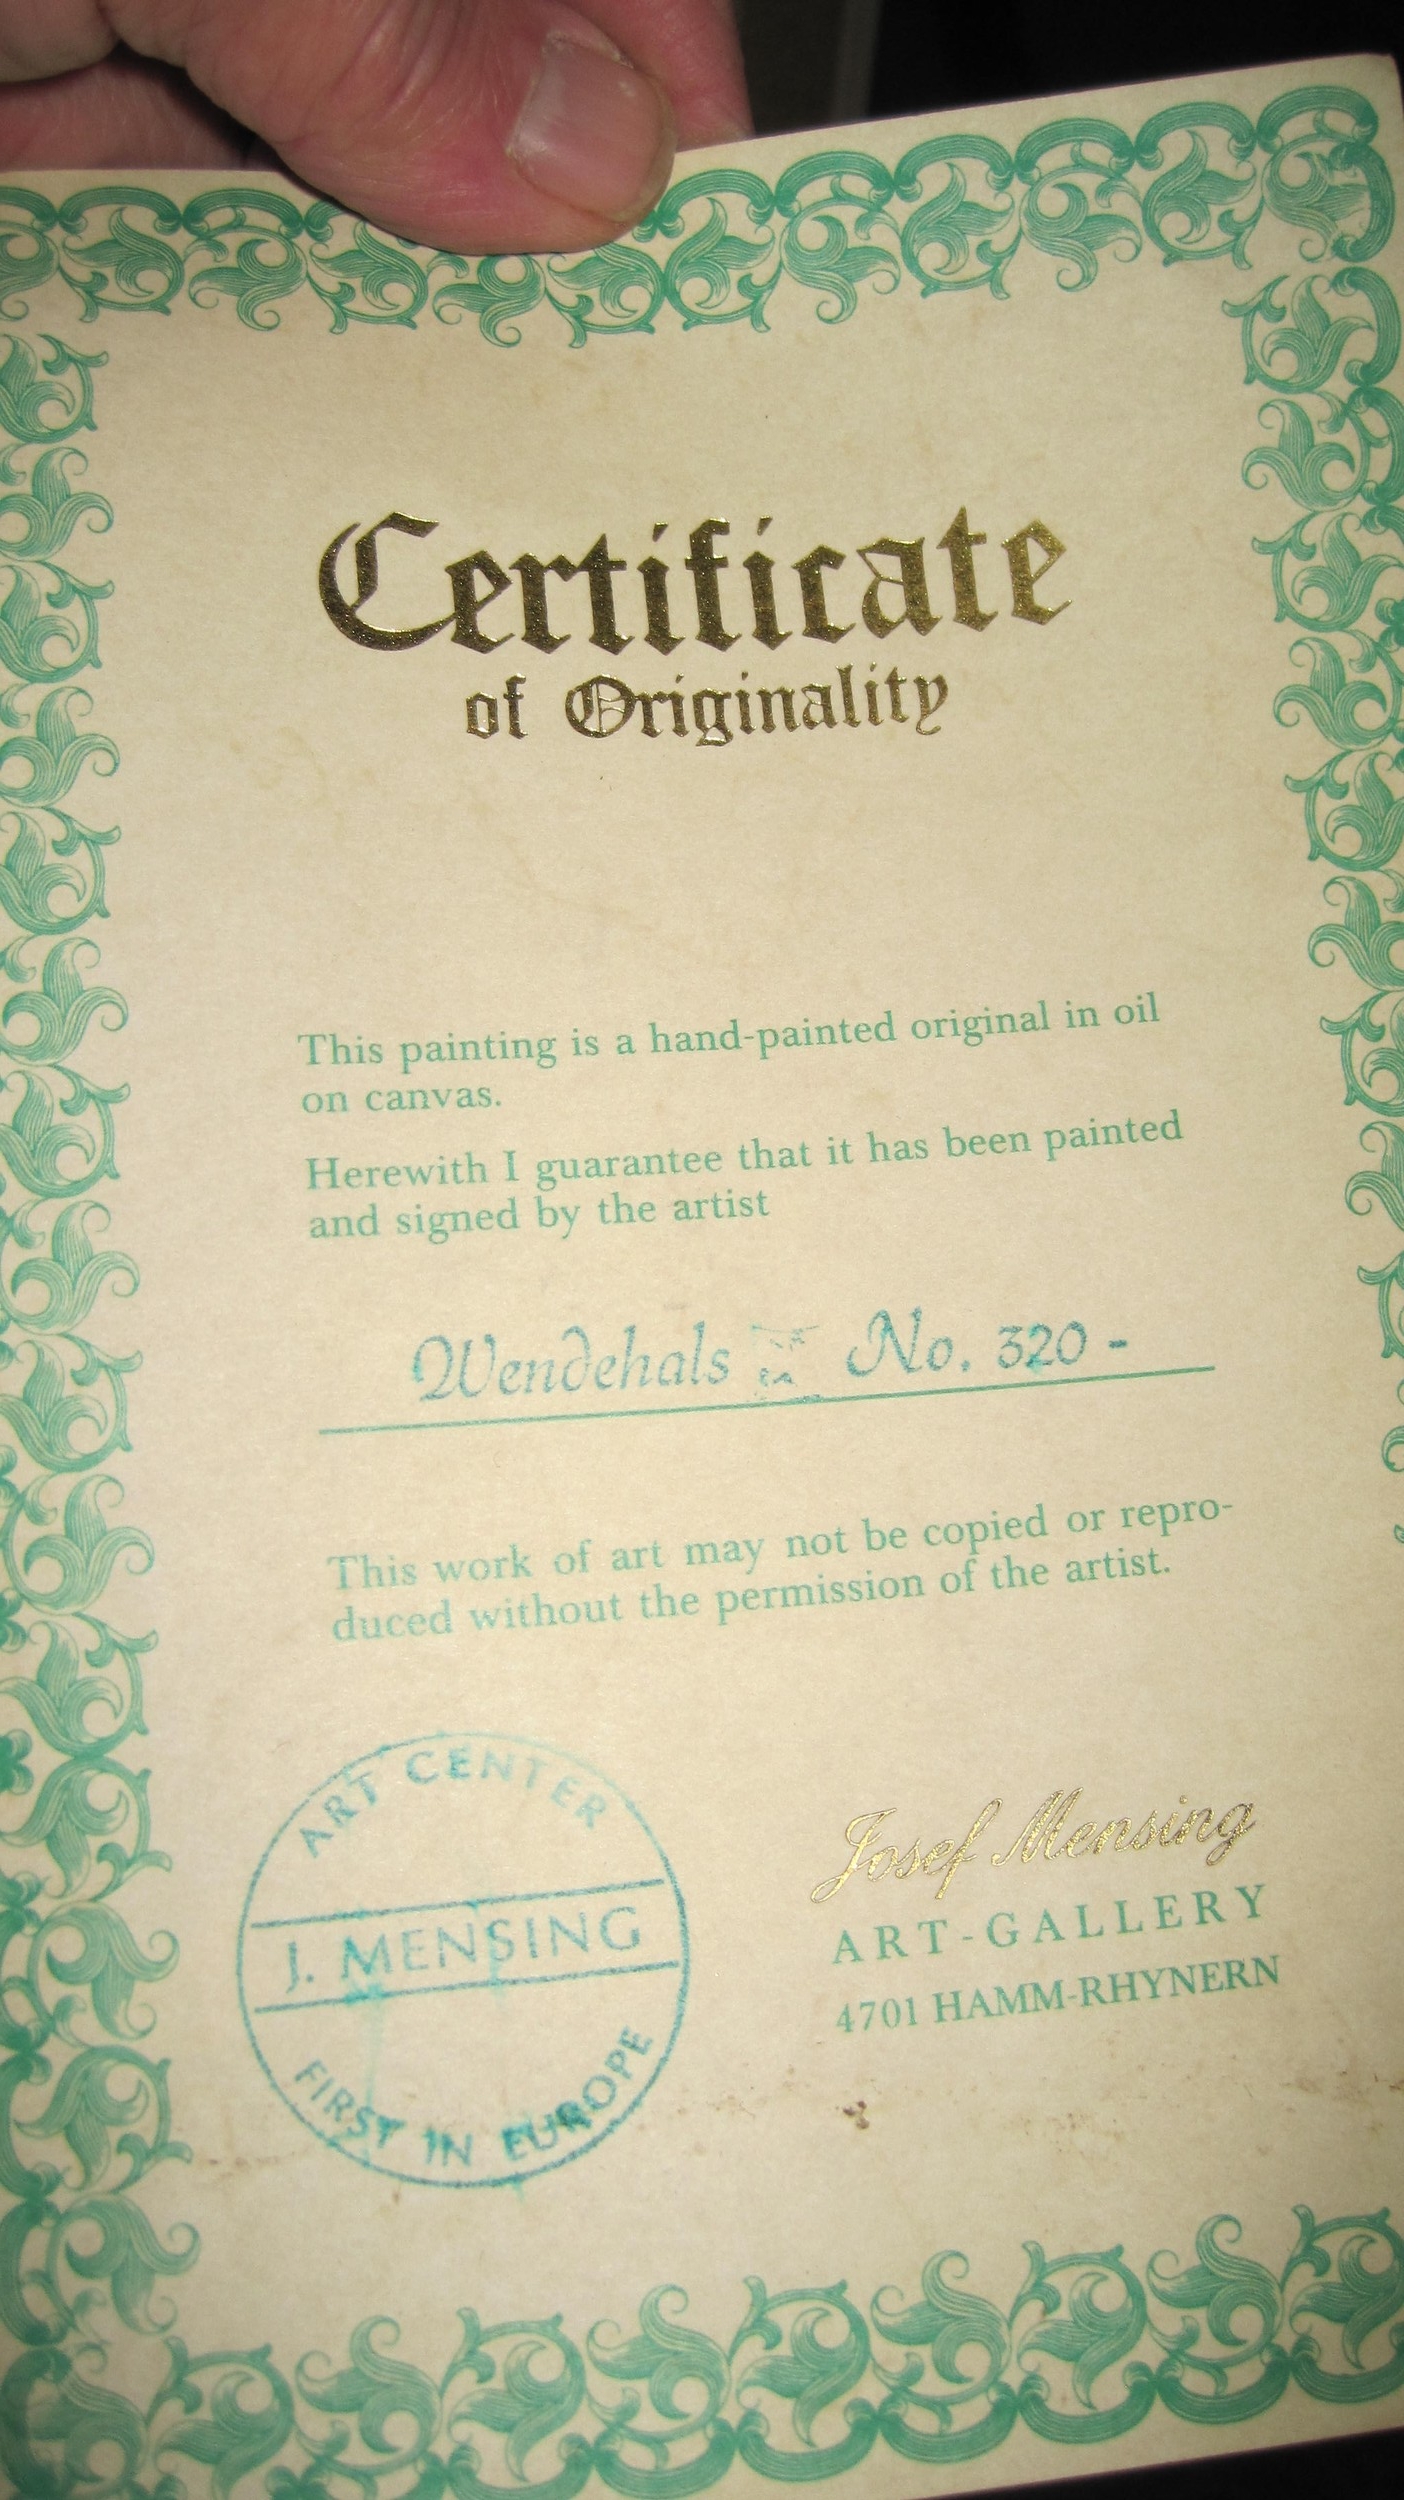 Certificate
of Originality
This painting is a hand-painted original in oil
on canvas.
Herewith I guarantee that it has been painted
and signed by the artist
Wendehals No. 320 -
This work of art may not be copied or repro-
duced without the permission of the artist.
ART CENTER
J. MENSING
FIRST IN EUROPE
Josef Mensing
ART-GALLERY
4701 HAMM-RHYNERN